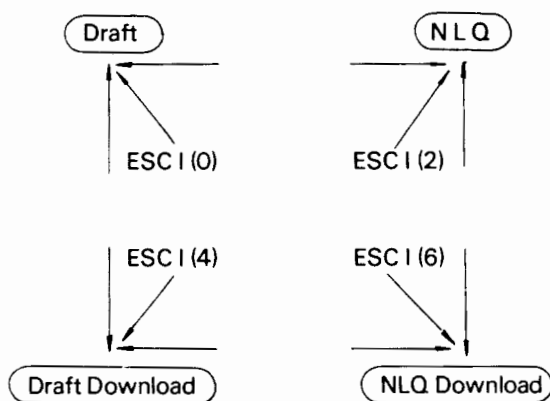 Draft
NLQ
ESC I (0)
ESC I (2)
ESC I (4)
ESC I (6)
Draft Download
NLQ Download